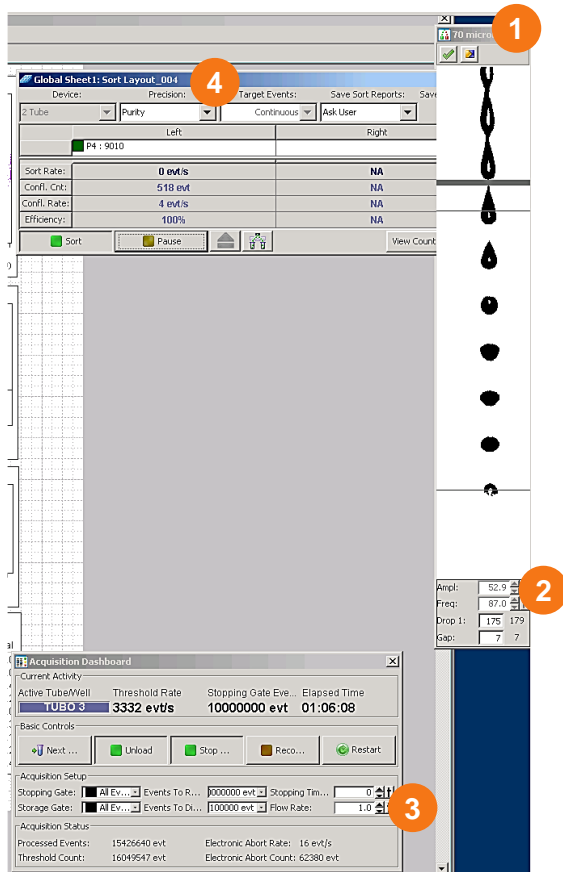 1
70 micro
4
Global Sheet1: Sort Layout_004
Device: Precision: Target Events: Save Sort Reports: Save
2 Tube Purity Continuous Ask User
Left Right
P4 : 9010
Sort Rate: 0 evt/s NA
Confl. Cnt: 518 evt NA
Confl. Rate: 4 evt/s NA
Efficiency: 100% NA
Sort Pause View Count
Ampl: 52.9
2
Freq: 87.0
Drop 1: 175 179
Gap: 7 7
Acquisition Dashboard
Current Activity
Active Tube/Well Threshold Rate Stopping Gate Eve... Elapsed Time
TUBO 3 3332 evt/s 10000000 evt 01:06:08
Basic Controls
Next ... Unload Stop ... Reco... Restart
Acquisition Setup
Stopping Gate: All Ev... Events To R... 0000000 evt Stopping Tim... 0
Storage Gate: All Ev... Events To Di... 100000 evt Flow Rate: 1.0
3
Acquisition Status
Processed Events: 15426640 evt Electronic Abort Rate: 16 evt/s
Threshold Count: 16049547 evt Electronic Abort Count: 62380 evt